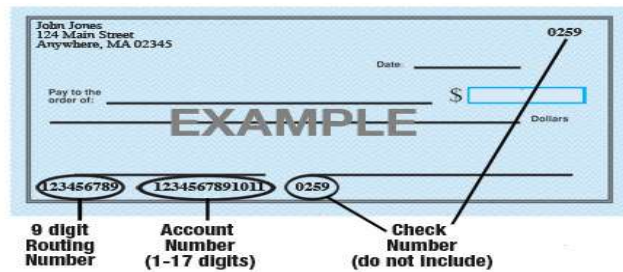 John Jones
124 Main Street
Anywhere, MA 02345
0259
Date:
Pay to the
order of:
$
EXAMPLE
Dollars
123456789 1234567891011 0259
9 digit
Routing
Number
Account
Number
(1-17 digits)
Check
Number
(do not include)